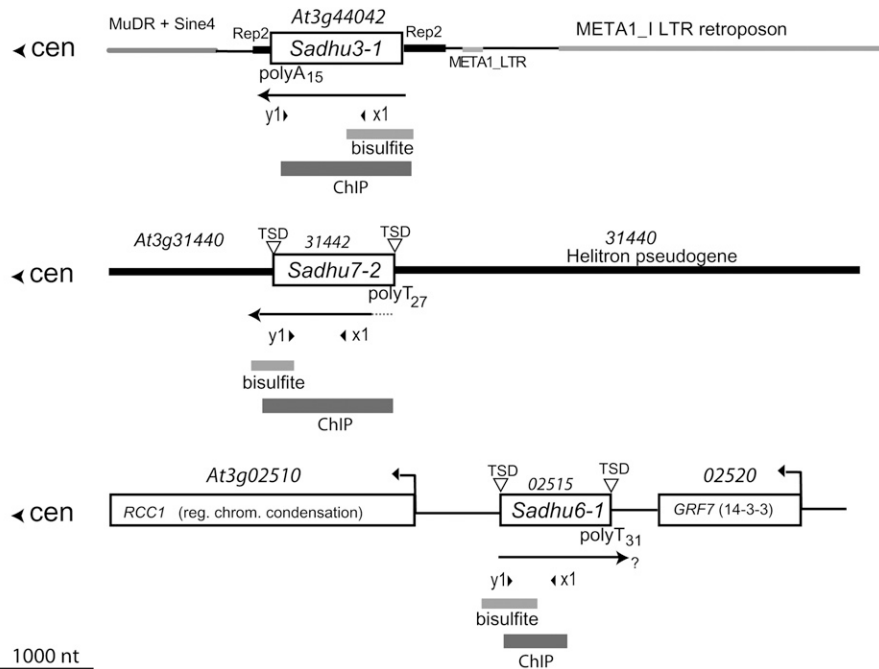 At3g44042
MuDR + Sine4
META1_I LTR retroposon
Rep2
Sadhu3-1
Rep2
cen
META1_LTR
polyA15
y1
x1
bisulfite
ChIP
At3g31440
TSD
31442
TSD
31440
Helitron pseudogene
cen
Sadhu7-2
polyT27
y1
x1
bisulfite
ChIP
At3g02510
TSD
02515
TSD
02520
cen
RCC1 (reg. chrom. condensation)
Sadhu6-1
GRF7 (14-3-3)
polyT31
?
y1
x1
bisulfite
ChIP
1000 nt